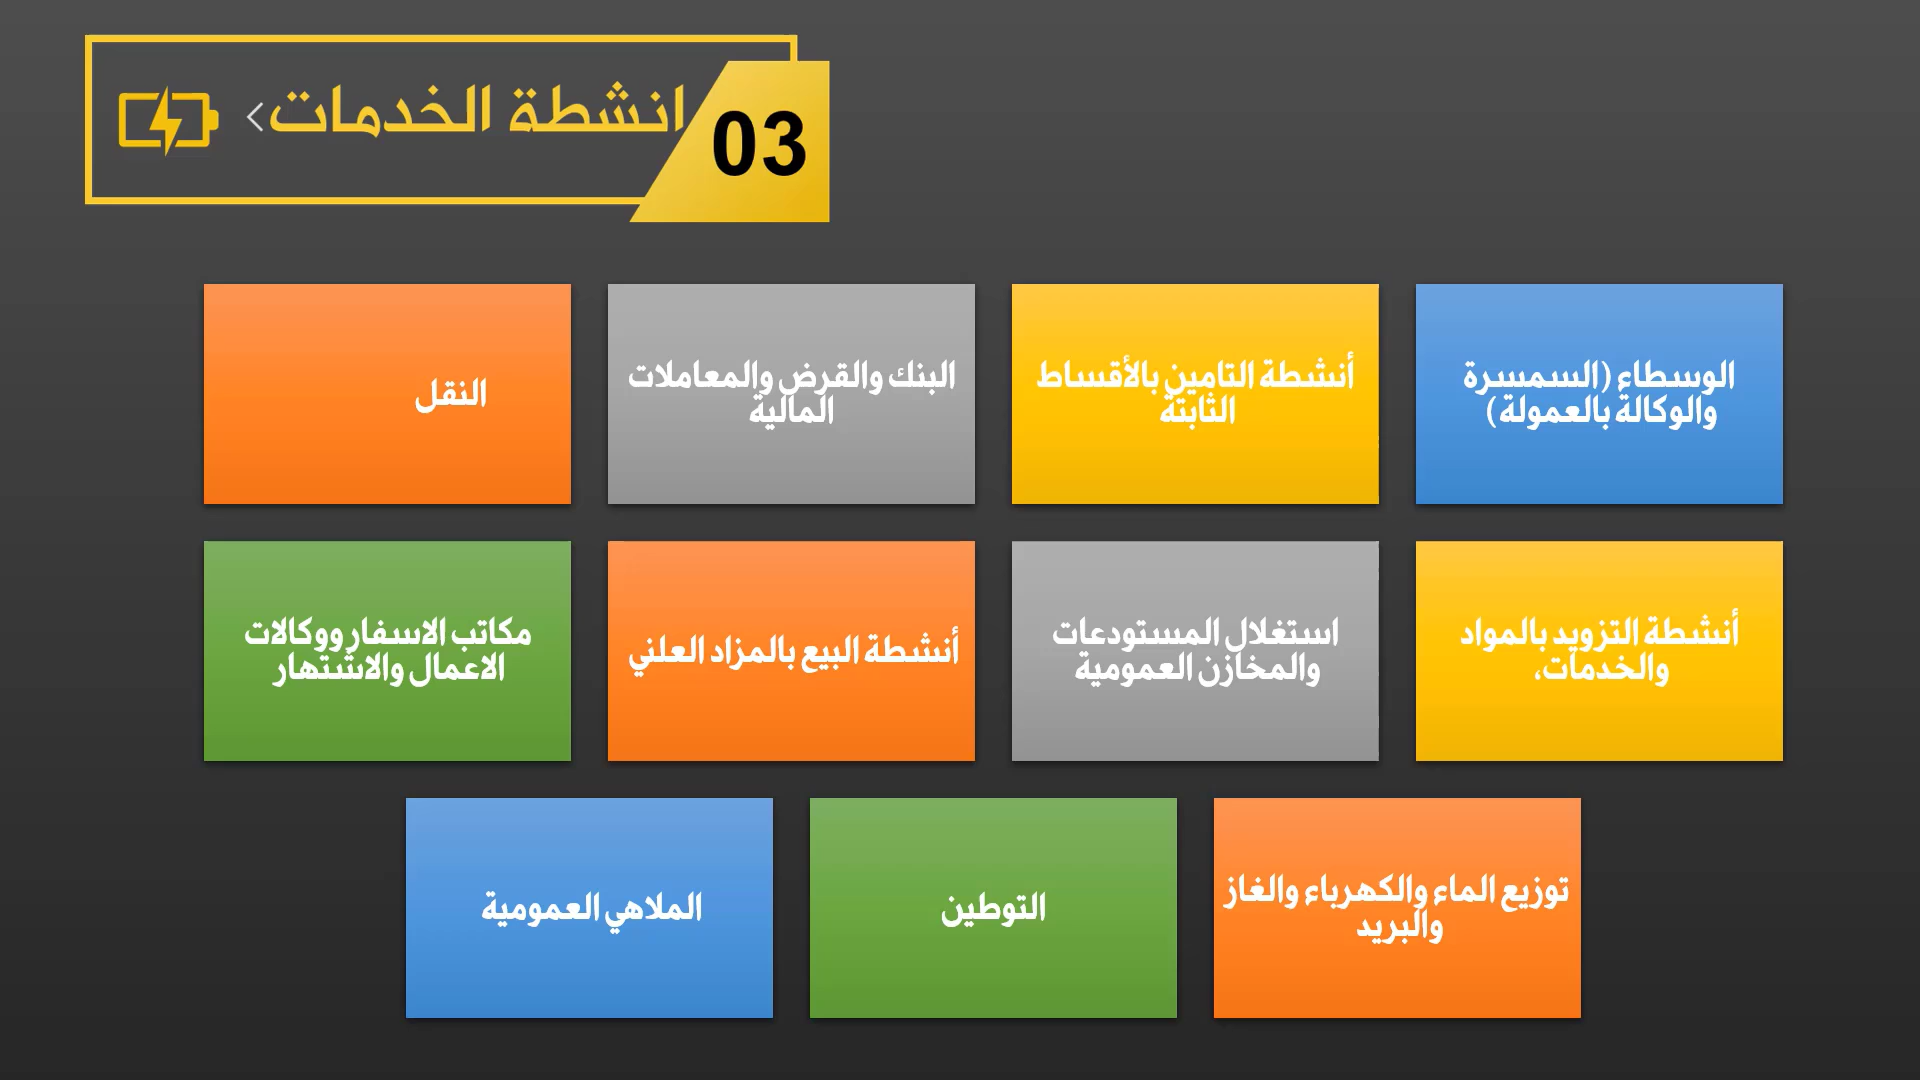 03
انشطة الخدمات
الوسطاء (السمسرة
والوكالة بالعمولة)
أنشطة التامين بالأقساط
الثابتة
البنك والقرض والمعاملات
المالية
النقل
أنشطة التزويد بالمواد
والخدمات،
استغلال المستودعات
والمخازن العمومية
أنشطة البيع بالمزاد العلني
مكاتب الاسفار ووكالات
الاعمال والاشتهار
توزيع الماء والكهرباء والغاز
والبريد
التوطين
الملاهي العمومية